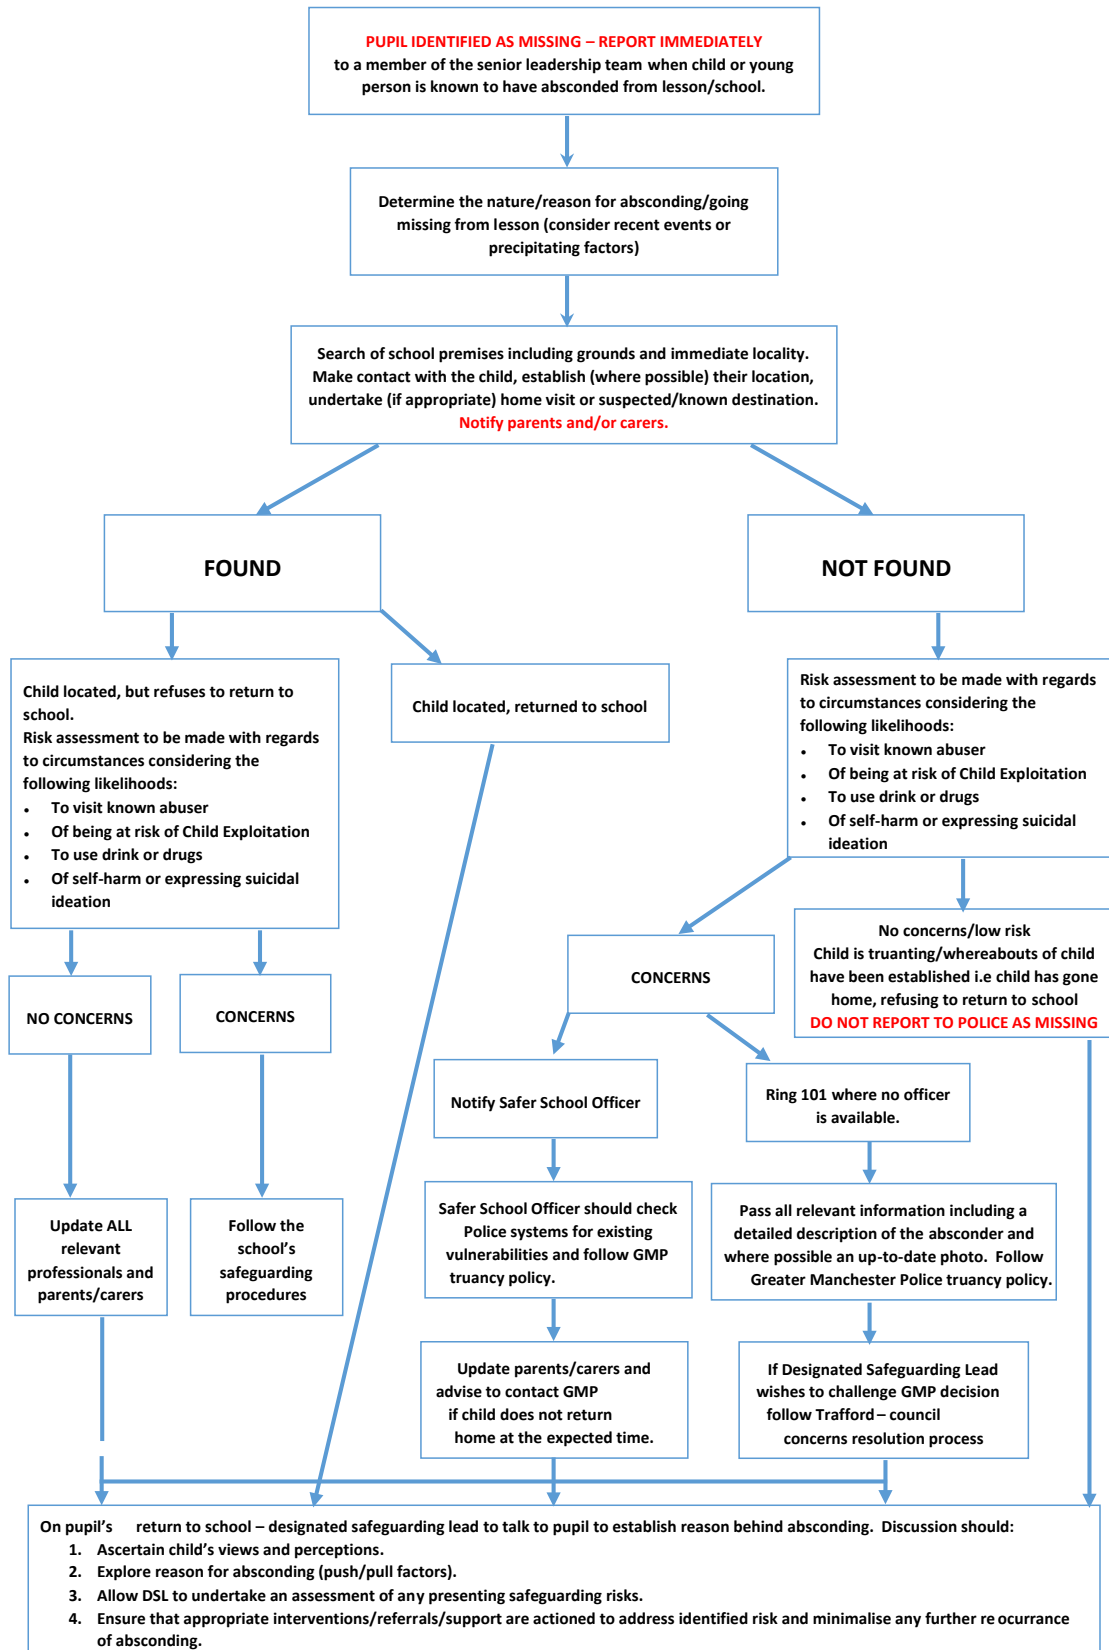 PUPIL IDENTIFIED AS MISSING – REPORT IMMEDIATELY
to a member of the senior leadership team when child or young
person is known to have absconded from lesson/school.
Determine the nature/reason for absconding/going
missing from lesson (consider recent events or
precipitating factors)
Search of school premises including grounds and immediate locality.
Make contact with the child, establish (where possible) their location,
undertake (if appropriate) home visit or suspected/known destination.
Notify parents and/or carers.
FOUND
NOT FOUND
Child located, but refuses to return to
school.
Risk assessment to be made with regards
to circumstances considering the
following likelihoods:
• To visit known abuser
• Of being at risk of Child Exploitation
• To use drink or drugs
• Of self-harm or expressing suicidal
ideation
Child located, returned to school
Risk assessment to be made with regards
to circumstances considering the
following likelihoods:
• To visit known abuser
• Of being at risk of Child Exploitation
• To use drink or drugs
• Of self-harm or expressing suicidal
ideation
NO CONCERNS
CONCERNS
CONCERNS
No concerns/low risk
Child is truanting/whereabouts of child
have been established i.e child has gone
home, refusing to return to school
DO NOT REPORT TO POLICE AS MISSING
Notify Safer School Officer
Ring 101 where no officer
is available.
Update ALL
relevant
professionals and
parents/carers
Follow the
school's
safeguarding
procedures
Safer School Officer should check
Police systems for existing
vulnerabilities and follow GMP
truancy policy.
Pass all relevant information including a
detailed description of the absconder and
where possible an up-to-date photo. Follow
Greater Manchester Police truancy policy.
Update parents/carers and
advise to contact GMP
if child does not return
home at the expected time.
If Designated Safeguarding Lead
wishes to challenge GMP decision
follow Trafford – council
concerns resolution process
On pupil's return to school – designated safeguarding lead to talk to pupil to establish reason behind absconding. Discussion should:
1. Ascertain child's views and perceptions.
2. Explore reason for absconding (push/pull factors).
3. Allow DSL to undertake an assessment of any presenting safeguarding risks.
4. Ensure that appropriate interventions/referrals/support are actioned to address identified risk and minimalise any further re ocurrance
of absconding.